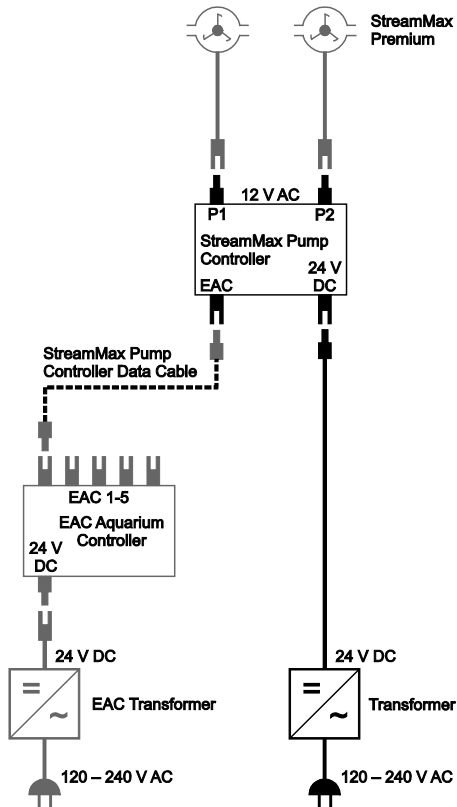 StreamMax
Premium
12 V AC
P1
P2
StreamMax Pump
Controller
24 V
EAC
DC
StreamMax Pump
Controller Data Cable
EAC 1-5
EAC Aquarium
Controller
24 V
DC
24 V DC
24 V DC
EAC Transformer
Transformer
120 – 240 V AC
120 – 240 V AC